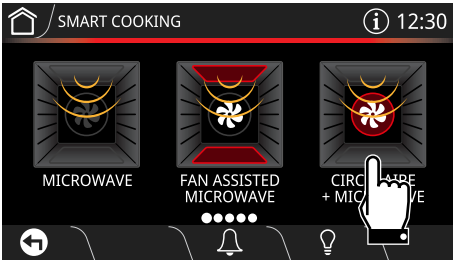 SMART COOKING
i 12:30
MICROWAVE
FAN ASSISTED
MICROWAVE
+